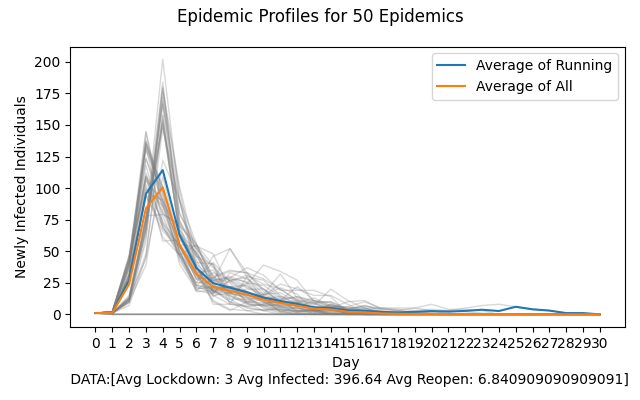 Epidemic Profiles for 50 Epidemics
Average of Running
Average of All
Newly Infected Individuals
200
175
150
125
100
75
50
25
0
0 1 2 3 4 5 6 7 8 9 10 11 12 13 14 15 16 17 18 19 20 21 22 23 24 25 26 27 28 29 30
Day
DATA:[Avg Lockdown: 3 Avg Infected: 396.64 Avg Reopen: 6.840909090909091]